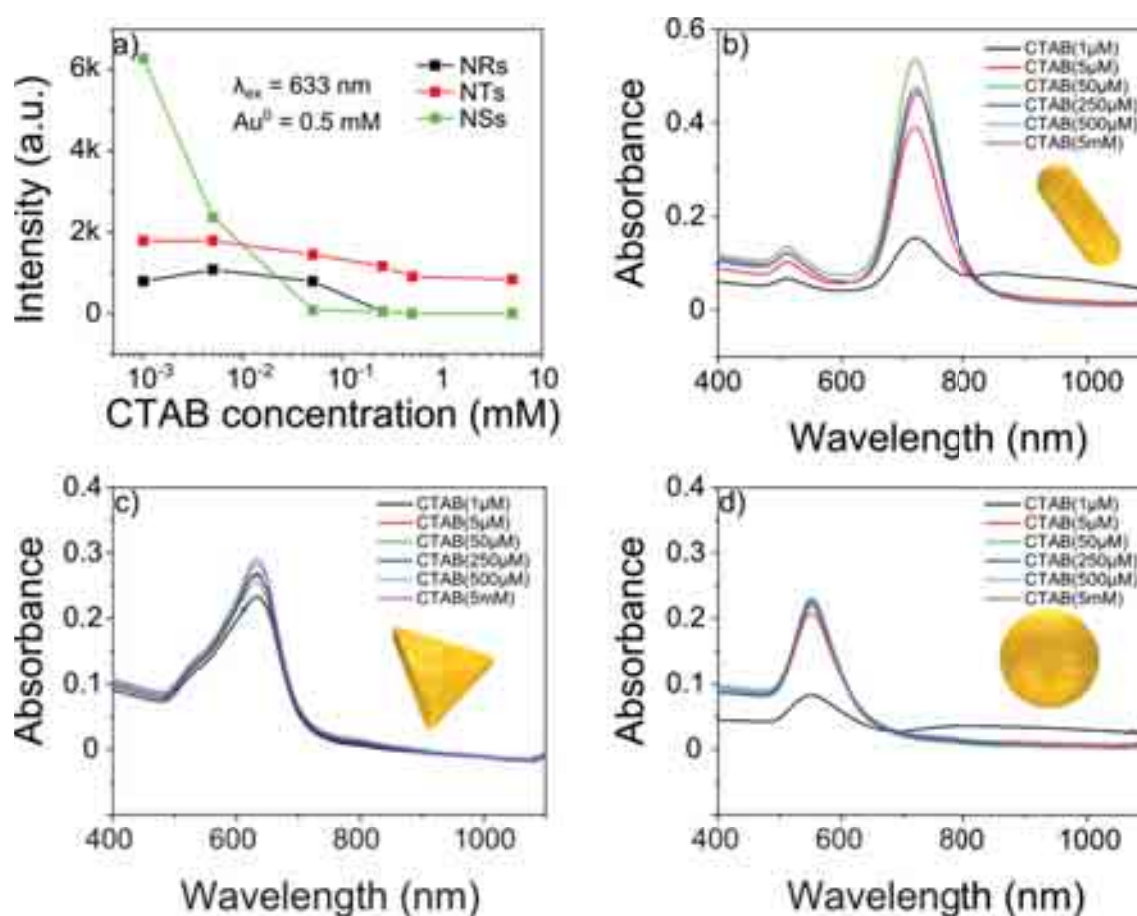 a)
6k
4k
2k
0
Intensity (a.u.)
λex = 633 nm
Au⁰ = 0.5 mM
NRs
NTs
NSs
10⁻³ 10⁻² 10⁻¹ 1 10
CTAB concentration (mM)
b)
0.6
0.4
0.2
0
Absorbance
CTAB(1µM)
CTAB(5µM)
CTAB(50µM)
CTAB(250µM)
CTAB(500µM)
CTAB(5mM)
400 600 800 1000
Wavelength (nm)
c)
0.4
0.3
0.2
0.1
0
Absorbance
CTAB(1µM)
CTAB(5µM)
CTAB(50µM)
CTAB(250µM)
CTAB(500µM)
CTAB(5mM)
400 600 800 1000
Wavelength (nm)
d)
0.4
0.3
0.2
0.1
0
Absorbance
CTAB(1µM)
CTAB(5µM)
CTAB(50µM)
CTAB(250µM)
CTAB(500µM)
CTAB(5mM)
400 600 800 1000
Wavelength (nm)